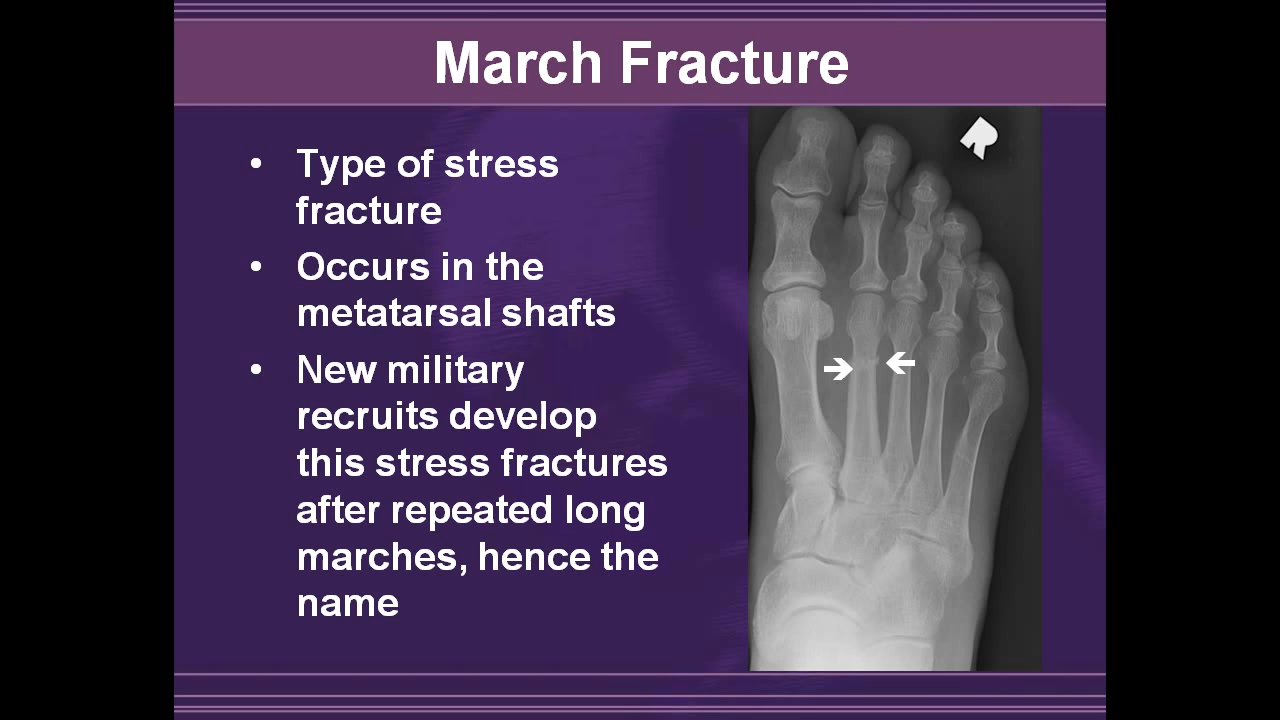 March Fracture
• Type of stress
fracture
• Occurs in the
metatarsal shafts
• New military
recruits develop
this stress fractures
after repeated long
marches, hence the
name
R